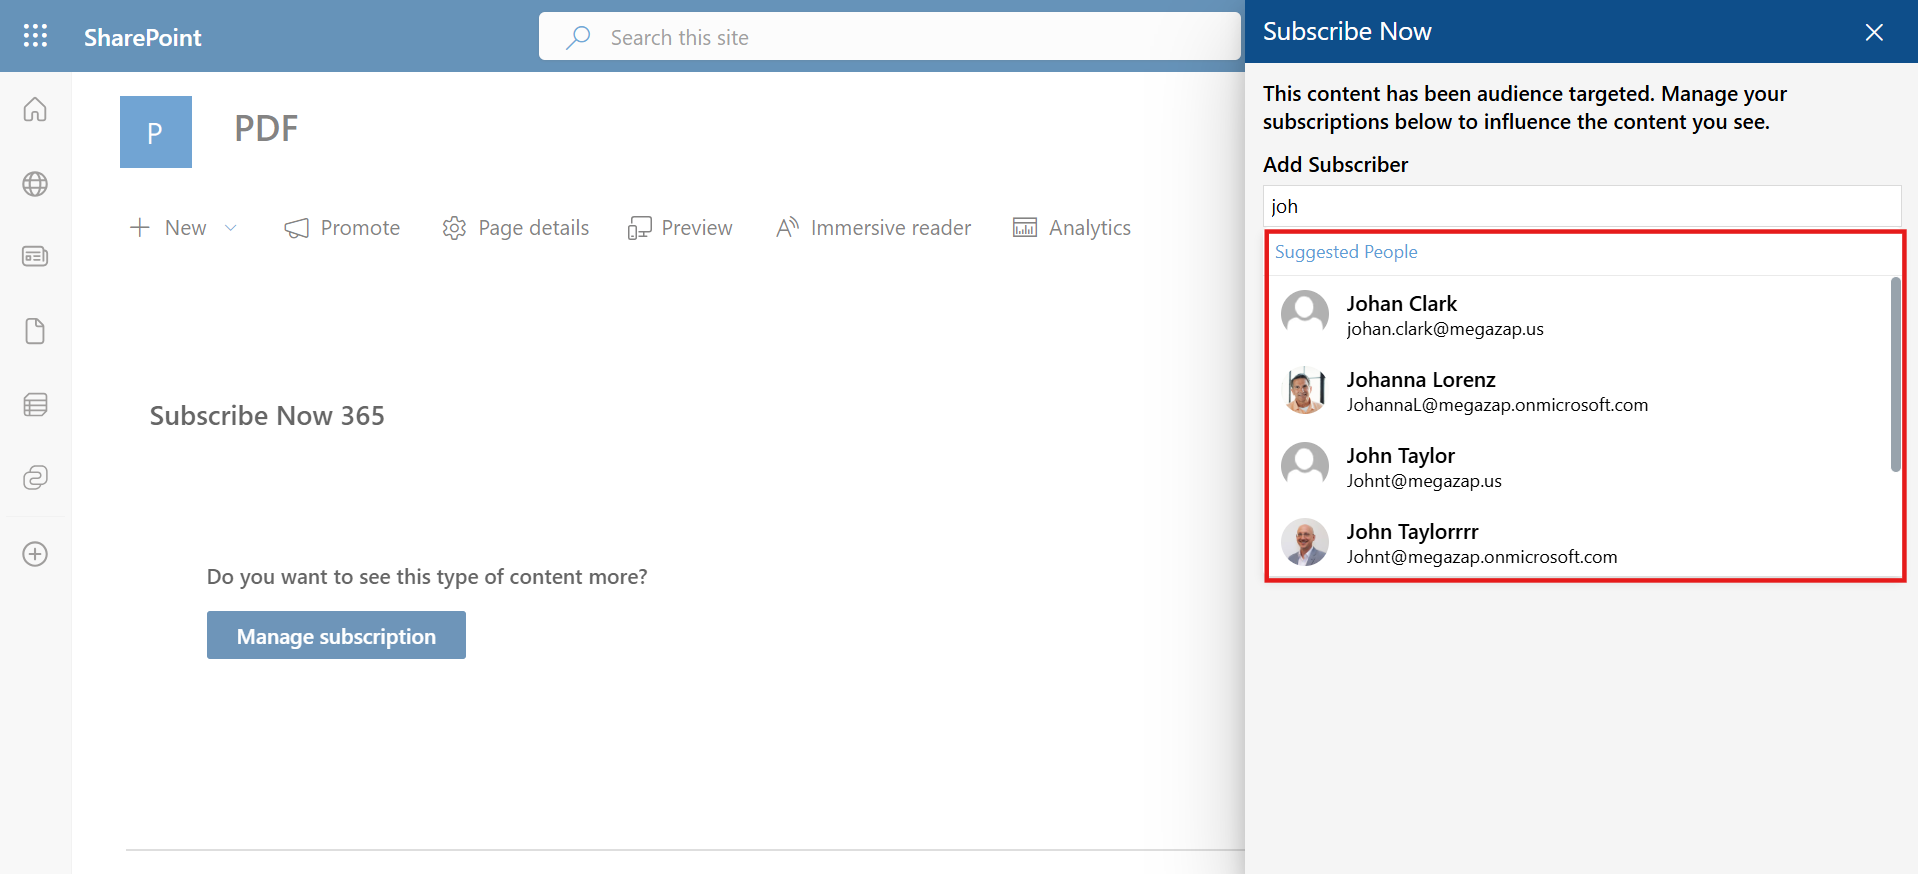 SharePoint
Search this site
P
PDF
New
Promote
Page details
Preview
Immersive reader
Analytics
Subscribe Now 365
Do you want to see this type of content more?
Manage subscription
Subscribe Now
This content has been audience targeted. Manage your
subscriptions below to influence the content you see.
Add Subscriber
joh
Suggested People
Johan Clark
johan.clark@megazap.us
Johanna Lorenz
JohannaL@megazap.onmicrosoft.com
John Taylor
Johnt@megazap.us
John Taylorrrr
Johnt@megazap.onmicrosoft.com